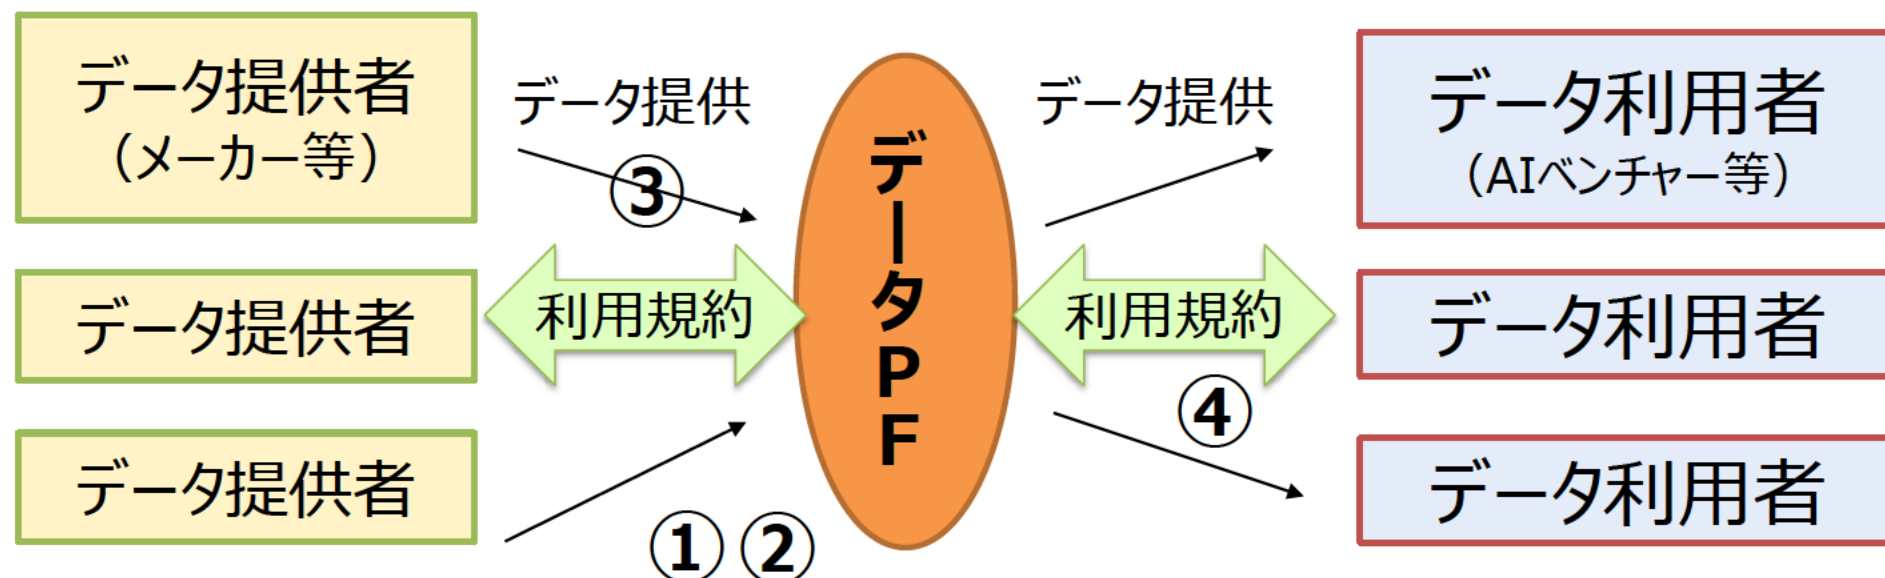 データ提供者
（メーカー等）
データ提供者
データ提供者
データ提供
③
利用規約
①②
データPF
データ提供
利用規約
④
データ利用者
（AIベンチャー等）
データ利用者
データ利用者